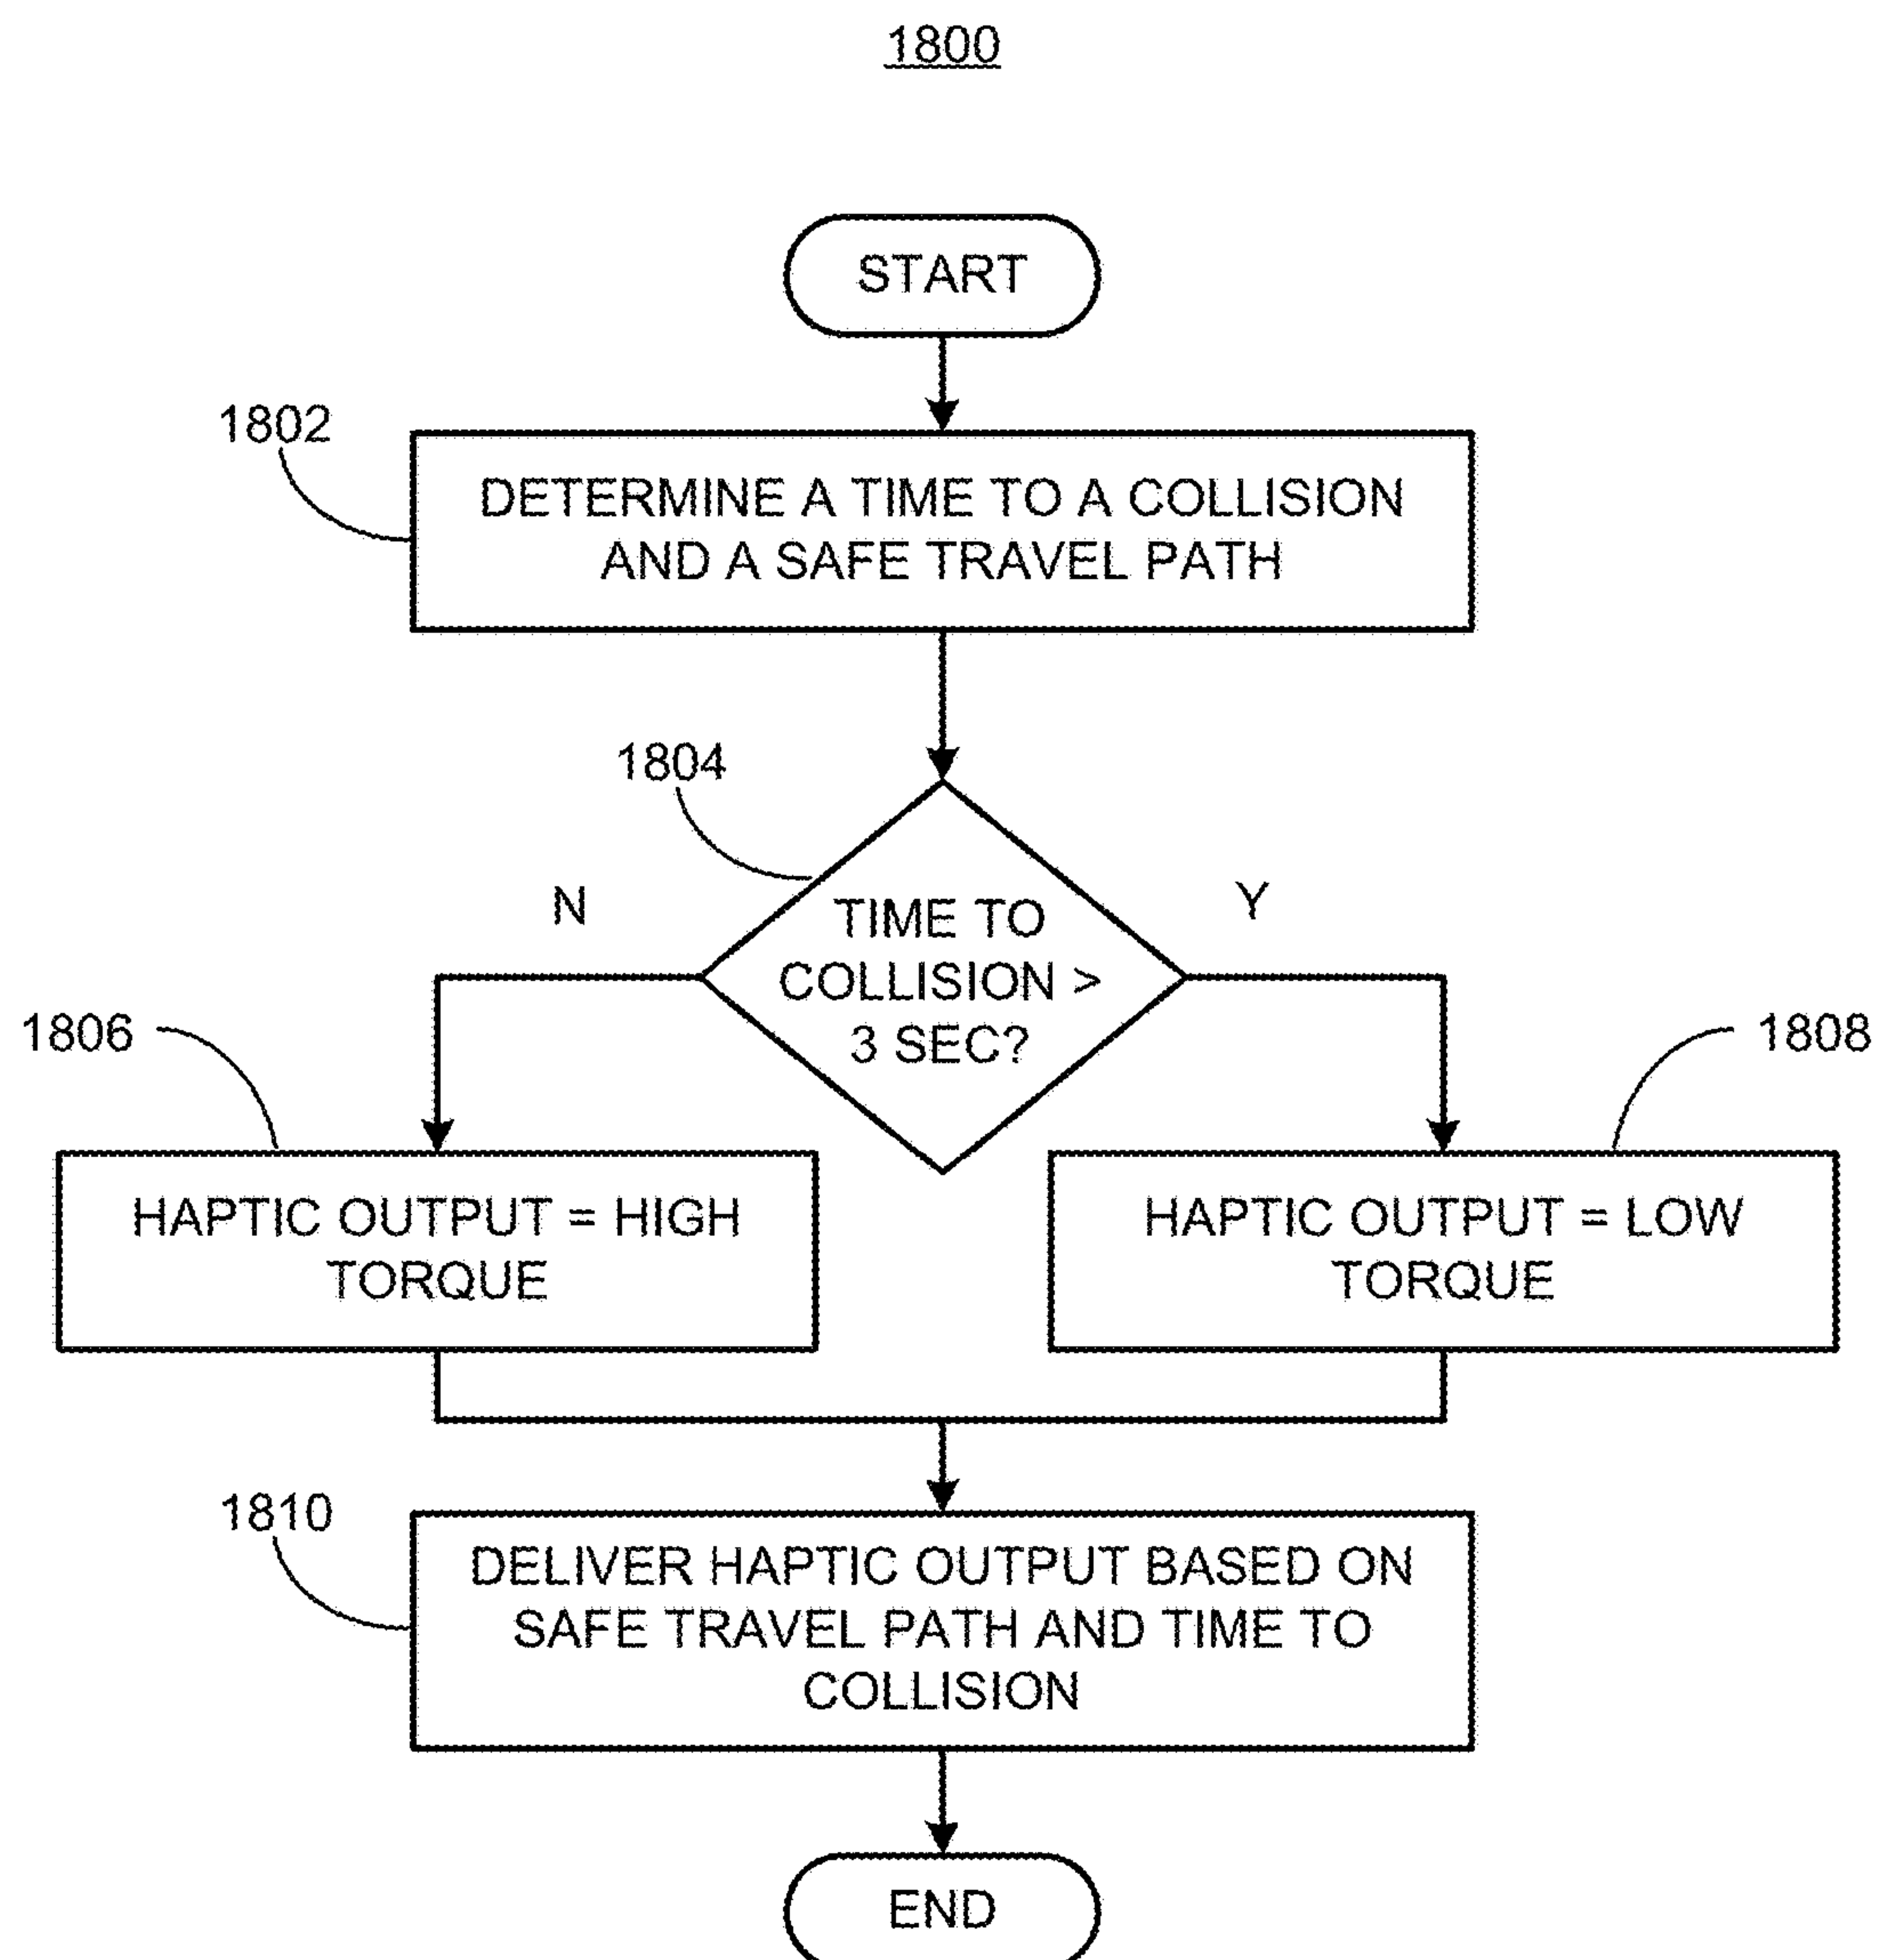 1800
START
1802
DETERMINE A TIME TO A COLLISION
AND A SAFE TRAVEL PATH
1804
N
Y
TIME TO
COLLISION >
3 SEC?
1806
1808
HAPTIC OUTPUT = HIGH
TORQUE
HAPTIC OUTPUT = LOW
TORQUE
1810
DELIVER HAPTIC OUTPUT BASED ON
SAFE TRAVEL PATH AND TIME TO
COLLISION
END